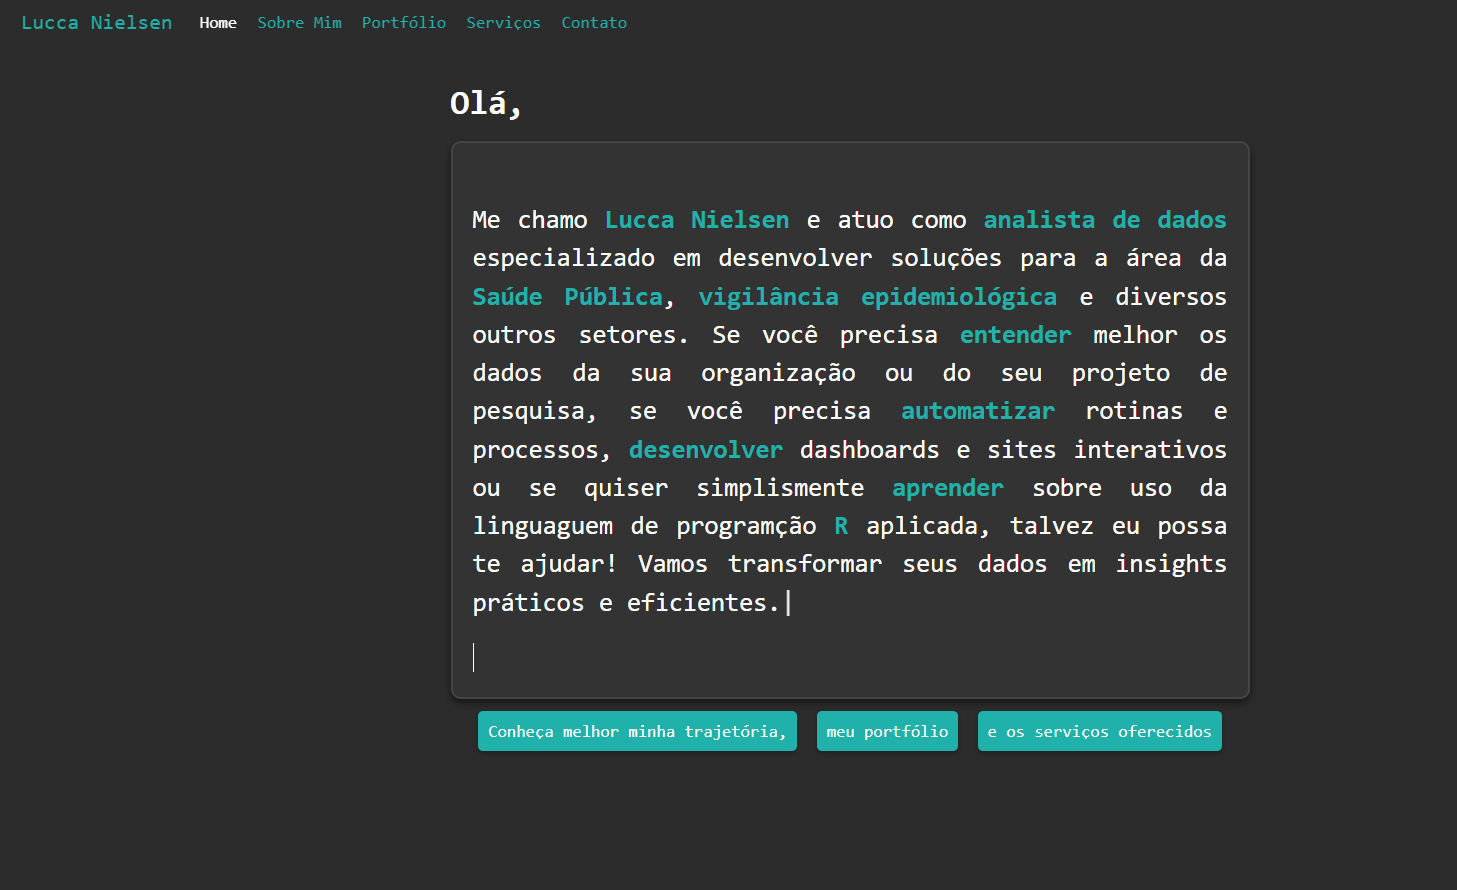 Lucca Nielsen Home Sobre Mim Portfólio Serviços Contato
Olá,
Me chamo Lucca Nielsen e atuo como analista de dados
especializado em desenvolver soluções para a área da
Saúde Pública, vigilância epidemiológica e diversos
outros setores. Se você precisa entender melhor os
dados da sua organização ou do seu projeto de
pesquisa, se você precisa automatizar rotinas e
processos, desenvolver dashboards e sites interativos
ou se quiser simplismente aprender sobre uso da
linguaguem de programção R aplicada, talvez eu possa
te ajudar! Vamos transformar seus dados em insights
práticos e eficientes.
Conheça melhor minha trajetória, meu portfólio e os serviços oferecidos